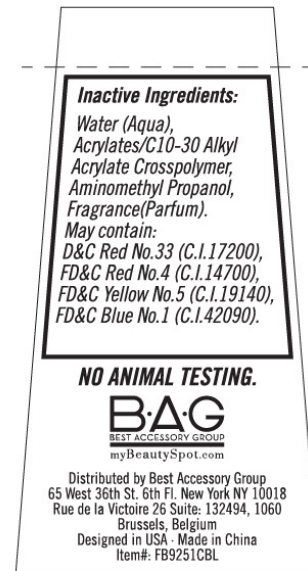 Inactive Ingredients:
Water (Aqua),
Acrylates/C10-30 Alkyl
Acrylate Crosspolymer,
Aminomethyl Propanol,
Fragrance(Parfum).
May contain:
D&C Red No.33 (C.I.17200),
FD&C Red No.4 (C.I.14700),
FD&C Yellow No.5 (C.I.19140),
FD&C Blue No.1 (C.I.42090).
NO ANIMAL TESTING.
B·A·G
BEST ACCESSORY GROUP
myBeautySpot.com
Distributed by Best Accessory Group
65 West 36th St. 6th Fl. New York NY 10018
Rue de la Victoire 26 Suite: 132494, 1060
Brussels, Belgium
Designed in USA · Made in China
Item#: FB9251CBL